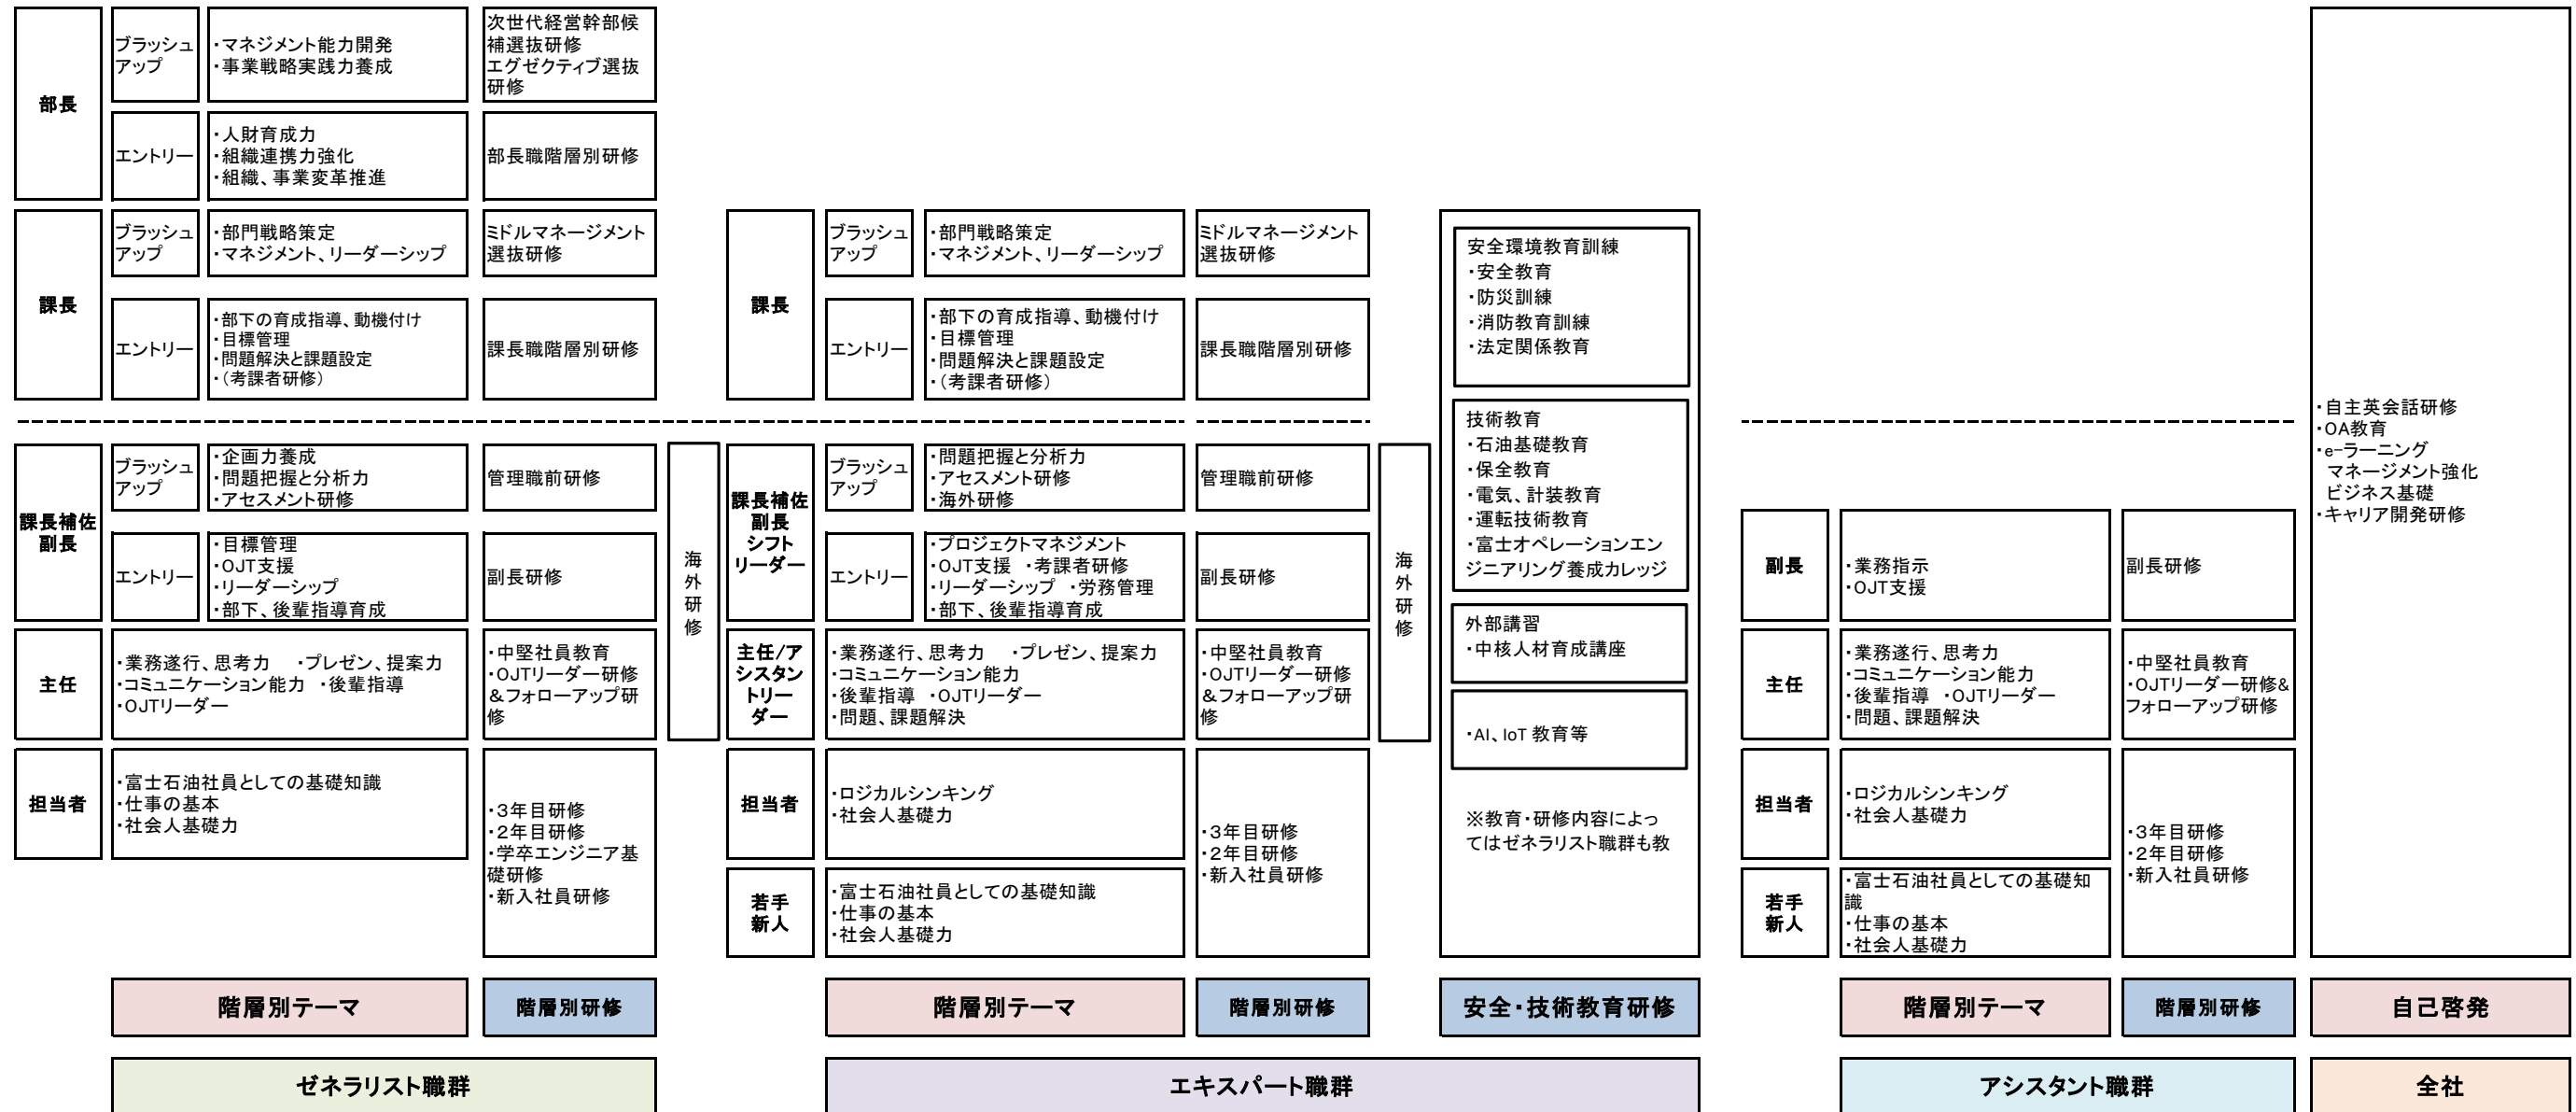 部長
ブラッシュ
アップ
・マネジメント能力開発
・事業戦略実践力養成
次世代経営幹部候
補選抜研修
エグゼクティブ選抜
研修
エントリー
・人財育成力
・組織連携力強化
・組織、事業変革推進
部長職階層別研修
課長
ブラッシュ
アップ
・部門戦略策定
・マネジメント、リーダーシップ
ミドルマネージメント
選抜研修
エントリー
・部下の育成指導、動機付け
・目標管理
・問題解決と課題設定
・(考課者研修)
課長職階層別研修
課長補佐
副長
ブラッシュ
アップ
・企画力養成
・問題把握と分析力
・アセスメント研修
管理職前研修
エントリー
・目標管理
・OJT支援
・リーダーシップ
・部下、後輩指導育成
副長研修
主任
・業務遂行、思考力　・プレゼン、提案力
・コミュニケーション能力　・後輩指導
・OJTリーダー
・中堅社員教育
・OJTリーダー研修
&フォローアップ研
修
担当者
・富士石油社員としての基礎知識
・仕事の基本
・社会人基礎力
・3年目研修
・2年目研修
・学卒エンジニア基
礎研修
・新入社員研修
海外研修
階層別テーマ
階層別研修
ゼネラリスト職群
課長
ブラッシュ
アップ
・部門戦略策定
・マネジメント、リーダーシップ
ミドルマネージメント
選抜研修
エントリー
・部下の育成指導、動機付け
・目標管理
・問題解決と課題設定
・(考課者研修)
課長職階層別研修
課長補佐
副長
シフト
リーダー
ブラッシュ
アップ
・問題把握と分析力
・アセスメント研修
・海外研修
管理職前研修
エントリー
・プロジェクトマネジメント
・OJT支援　・考課者研修
・リーダーシップ　・労務管理
・部下、後輩指導育成
副長研修
主任/ア
シスタン
トリー
ダー
・業務遂行、思考力　・プレゼン、提案力
・コミュニケーション能力
・後輩指導　・OJTリーダー
・問題、課題解決
・中堅社員教育
・OJTリーダー研修
&フォローアップ研
修
担当者
・ロジカルシンキング
・社会人基礎力
・3年目研修
・2年目研修
・新入社員研修
若手
新人
・富士石油社員としての基礎知識
・仕事の基本
・社会人基礎力
海外研修
安全環境教育訓練
・安全教育
・防災訓練
・消防教育訓練
・法定関係教育
技術教育
・石油基礎教育
・保全教育
・電気、計装教育
・運転技術教育
・富士オペレーションエン
ジニアリング養成カレッジ
外部講習
・中核人材育成講座
・AI、IoT 教育等
※教育・研修内容によっ
てはゼネラリスト職群も教
階層別テーマ
階層別研修
安全・技術教育研修
エキスパート職群
副長
・業務指示
・OJT支援
副長研修
主任
・業務遂行、思考力
・コミュニケーション能力
・後輩指導　・OJTリーダー
・問題、課題解決
・中堅社員教育
・OJTリーダー研修&
フォローアップ研修
担当者
・ロジカルシンキング
・社会人基礎力
・3年目研修
・2年目研修
・新入社員研修
若手
新人
・富士石油社員としての基礎知
識
・仕事の基本
・社会人基礎力
階層別テーマ
階層別研修
アシスタント職群
・自主英会話研修
・OA教育
・e-ラーニング
マネージメント強化
ビジネス基礎
・キャリア開発研修
自己啓発
全社